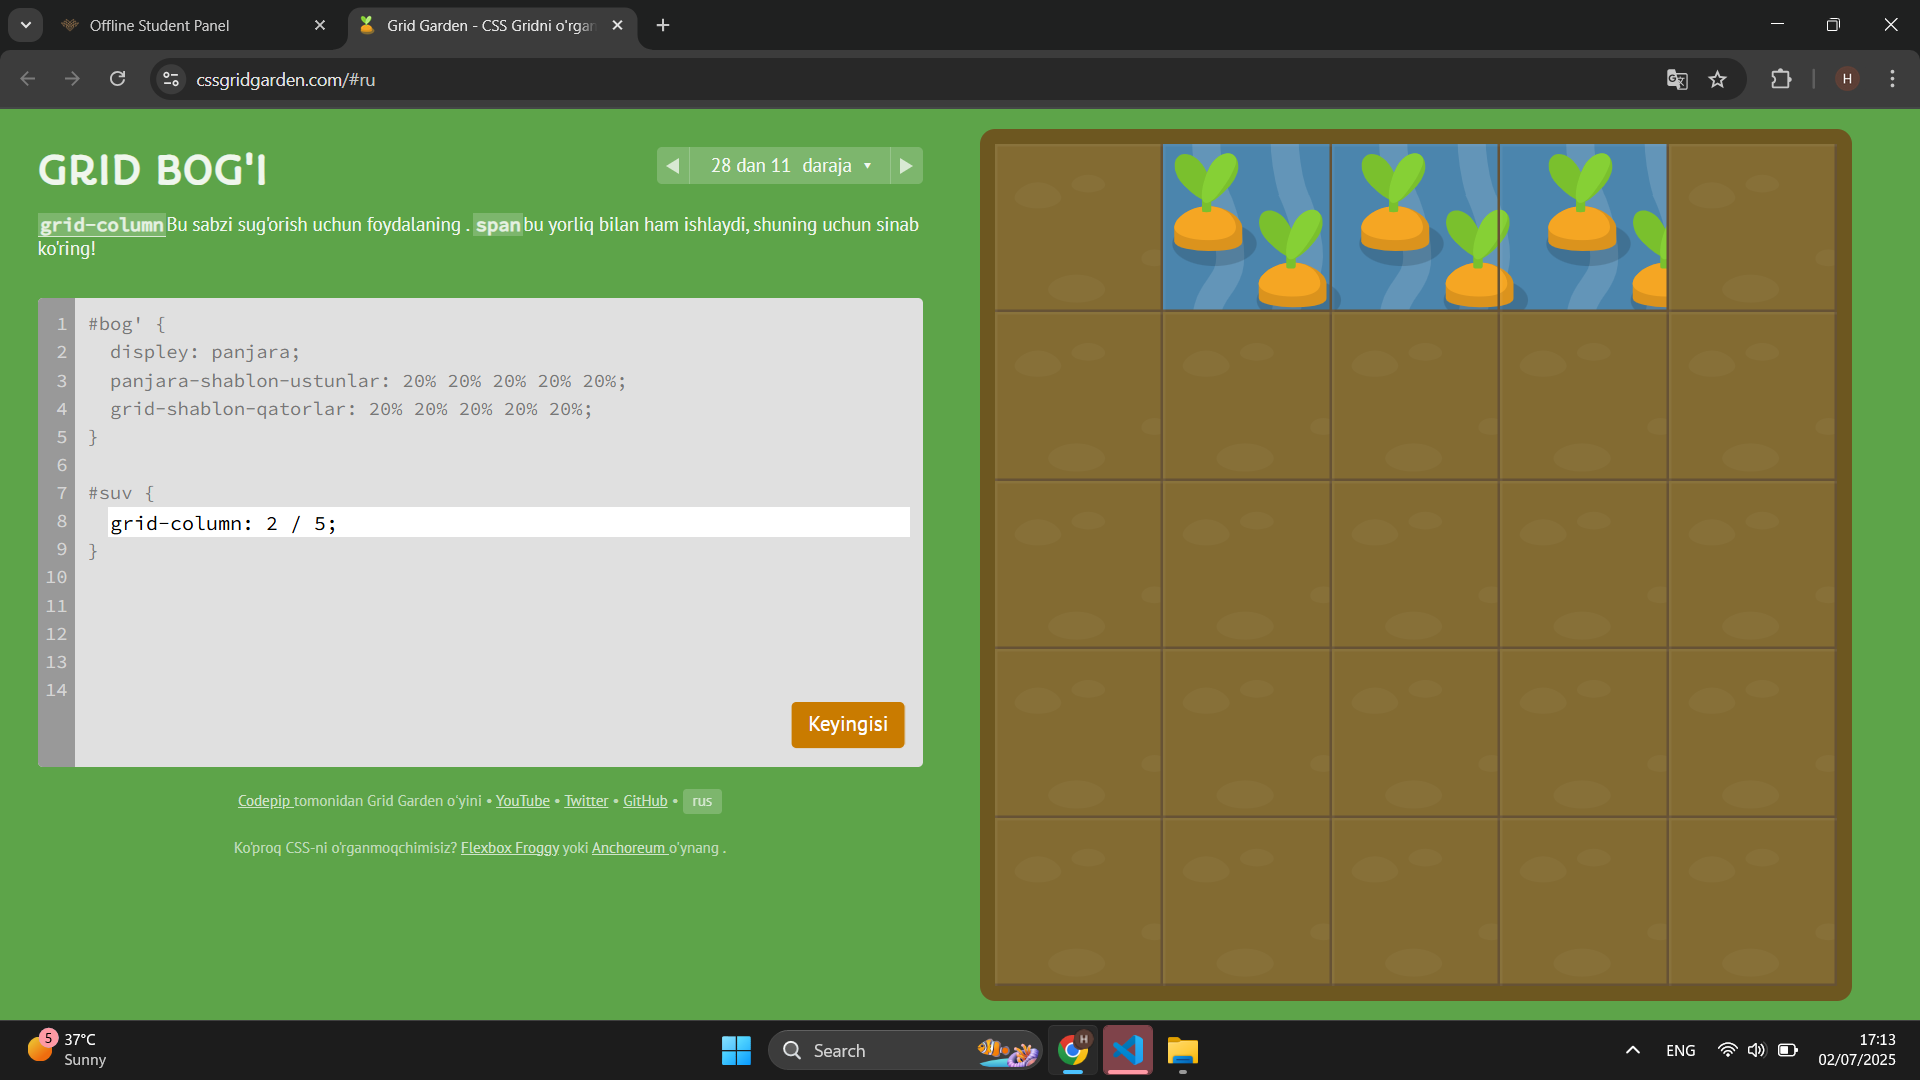 Offline Student Panel
Grid Garden - CSS Gridni o'rgan
cssgridgarden.com/#ru
H
GRID BOG'I
28 dan 11 daraja
grid-column Bu sabzi sug'orish uchun foydalaning . span bu yorliq bilan ham ishlaydi, shuning uchun sinab
ko'ring!
1 #bog' {
2 displey: panjara;
3 panjara-shablon-ustunlar: 20% 20% 20% 20% 20%;
4 grid-shablon-qatorlar: 20% 20% 20% 20% 20%;
5 }
6
7 #suv {
8 grid-column: 2 / 5;
9 }
10
11
12
13
14
Keyingisi
Codepip tomonidan Grid Garden o'yini • YouTube • Twitter • GitHub • rus
Ko'proq CSS-ni o'rganmoqchimisiz? Flexbox Froggy yoki Anchoreum o'ynang .
5
37°C
Sunny
Search
H
ENG
17:13
02/07/2025